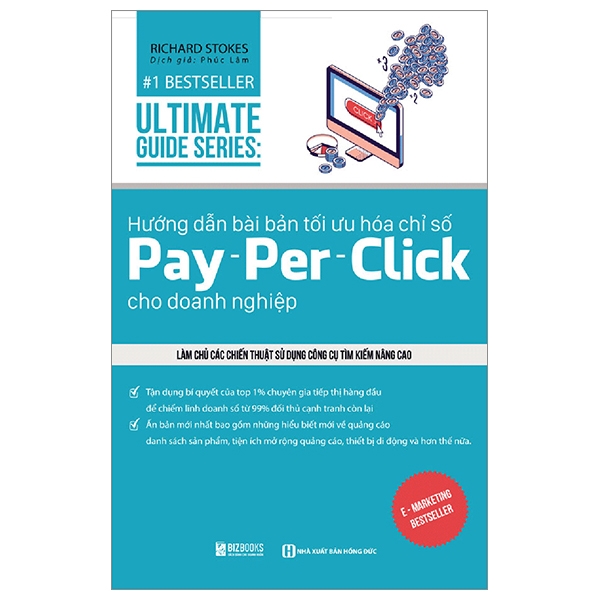 RICHARD STOKES
Dịch giả: Phúc Lâm
#1 BESTSELLER
ULTIMATE
GUIDE SERIES:
CLICK
Hướng dẫn bài bản tối ưu hóa chỉ số
Pay-Per-Click
cho doanh nghiệp
LÀM CHỦ CÁC CHIẾN THUẬT SỬ DỤNG CÔNG CỤ TÌM KIẾM NÂNG CAO
Tận dụng bí quyết của top 1% chuyên gia tiếp thị hàng đầu
để chiếm lĩnh doanh số từ 99% đối thủ cạnh tranh còn lại
Ấn bản mới nhất bao gồm những hiểu biết mới về quảng cáo
danh sách sản phẩm, tiện ích mở rộng quảng cáo, thiết bị di động và hơn thế nữa.
E - MARKETING
BESTSELLER
BIZBOOKS
NHÀ XUẤT BẢN HỒNG ĐỨC